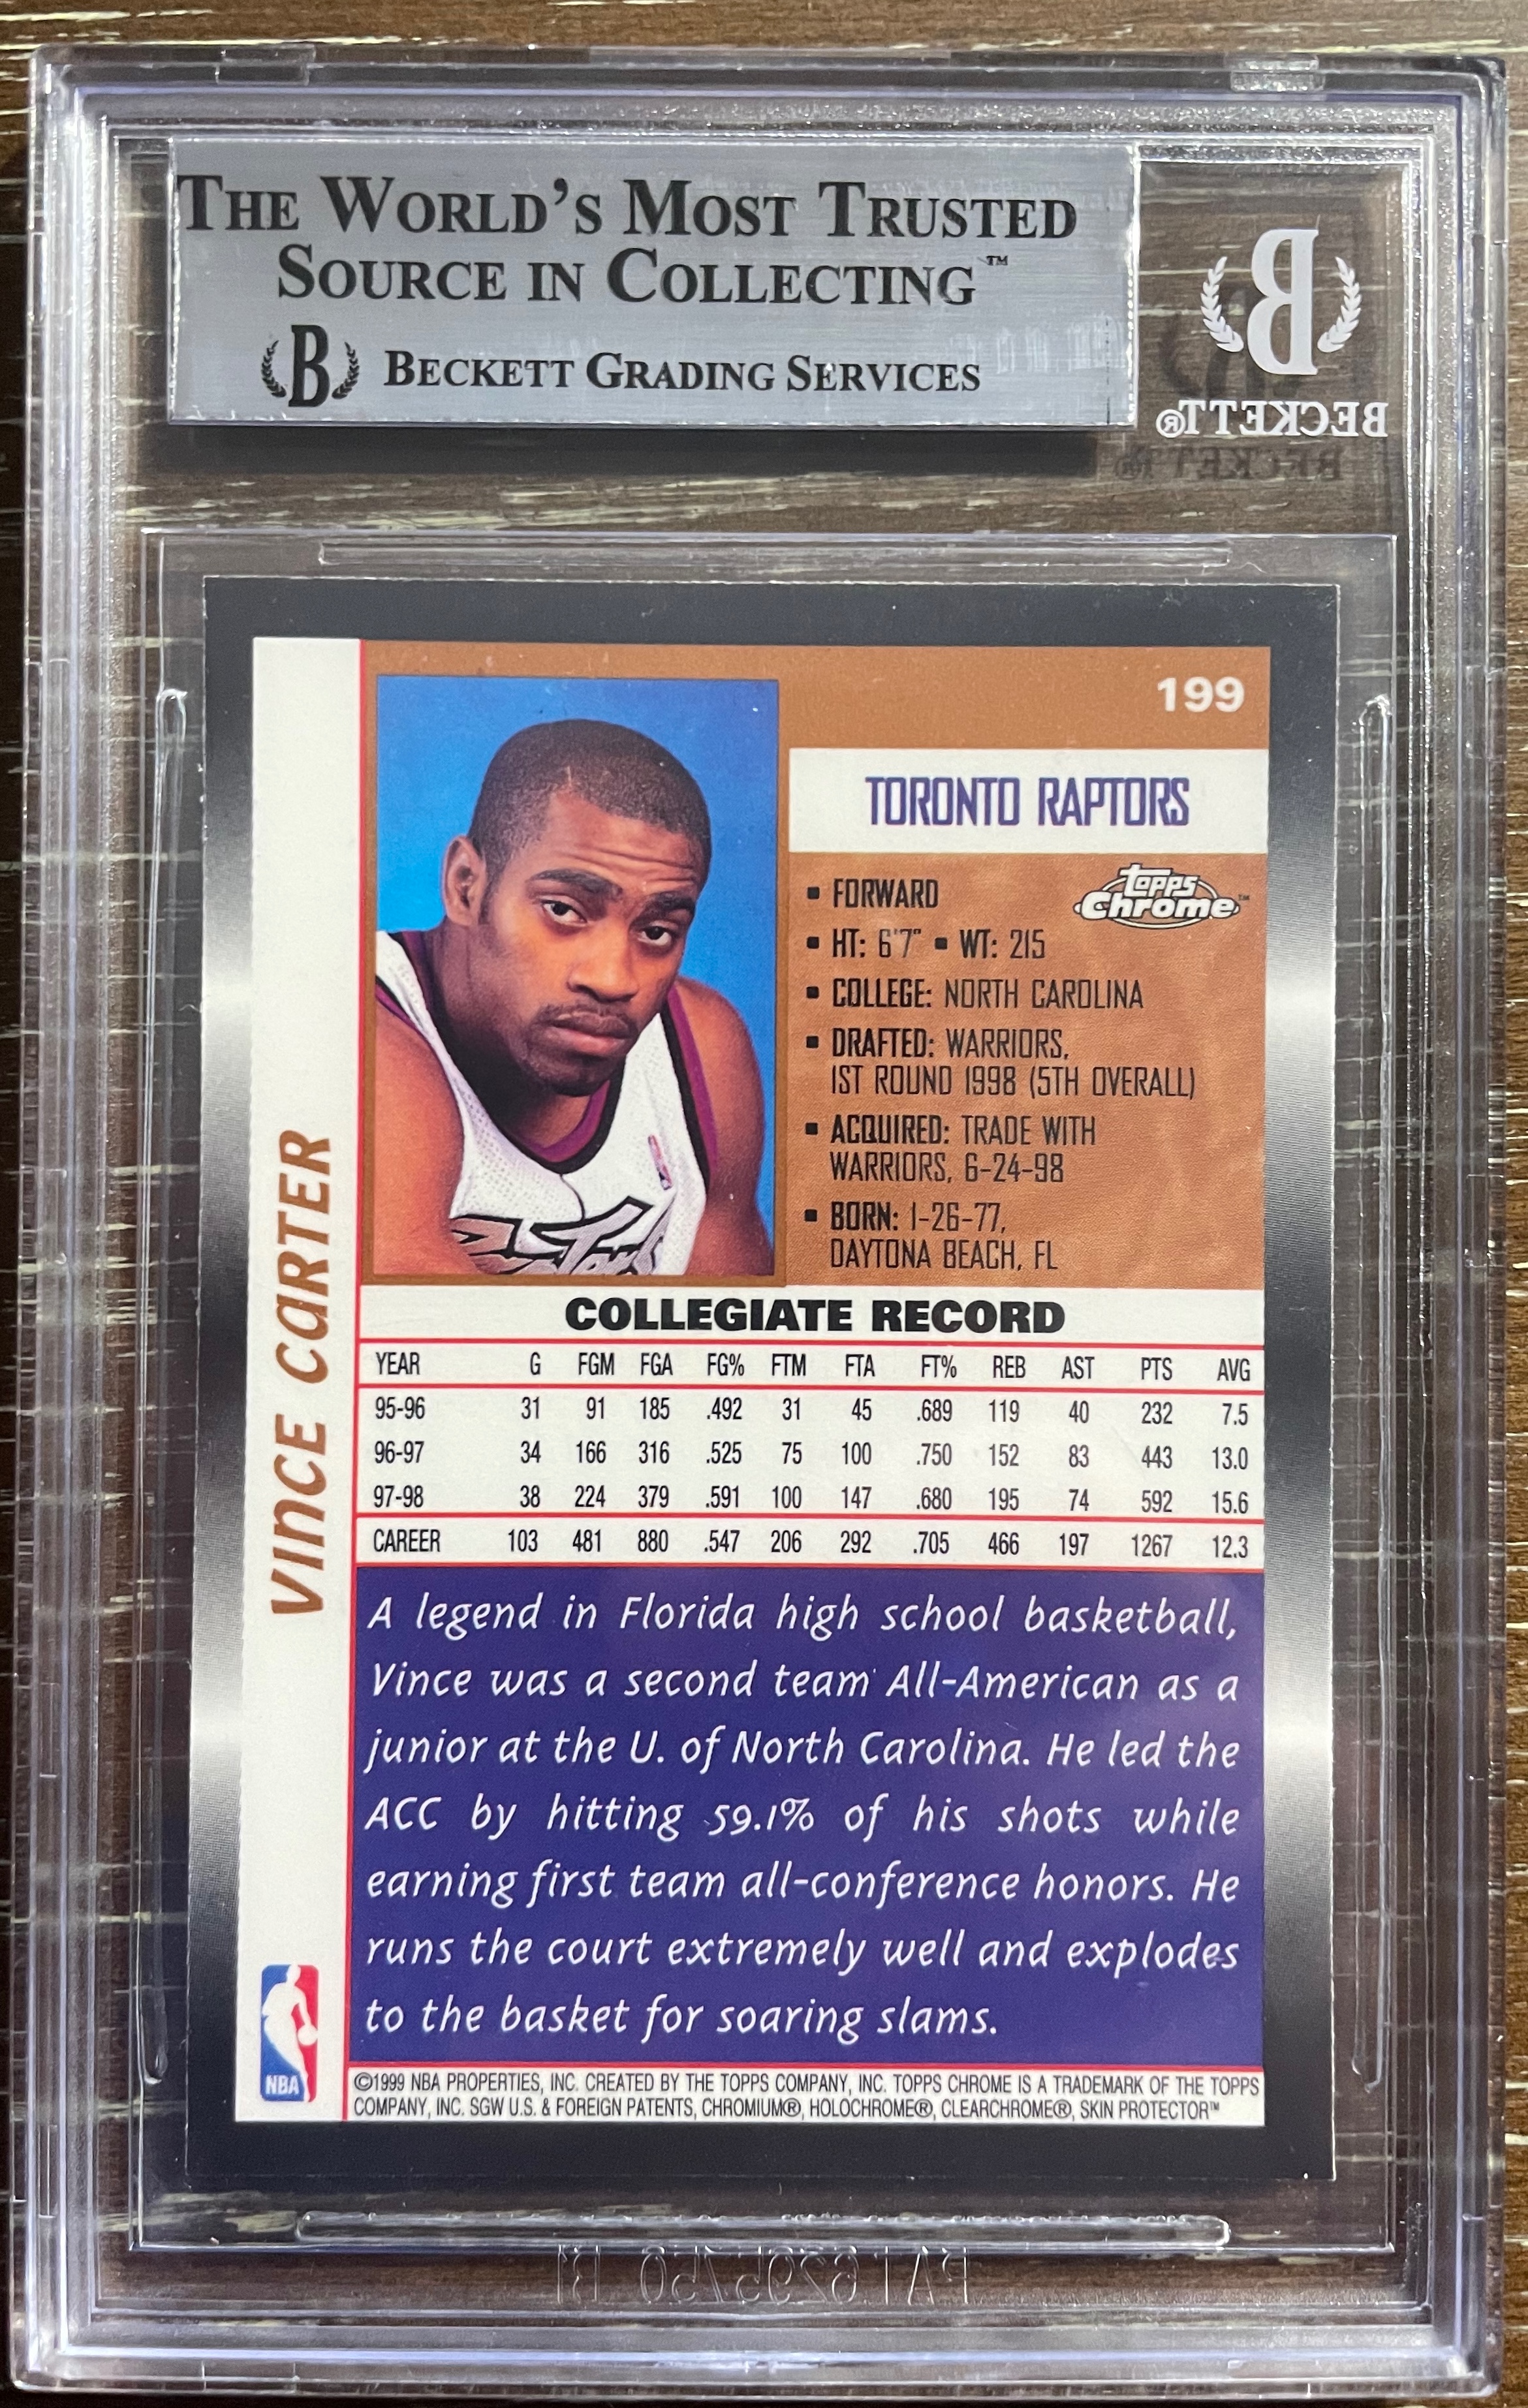 THE WORLD'S MOST TRUSTED
SOURCE IN COLLECTING™
B BECKETT GRADING SERVICES
B
BECKETT®
199
TORONTO RAPTORS
topps Chrome™
▪ FORWARD
▪ HT: 6'7" ▪ WT: 215
▪ COLLEGE: NORTH CAROLINA
▪ DRAFTED: WARRIORS,
1ST ROUND 1998 (5TH OVERALL)
▪ ACQUIRED: TRADE WITH
WARRIORS, 6-24-98
▪ BORN: 1-26-77,
DAYTONA BEACH, FL
VINCE CARTER
COLLEGIATE RECORD
YEAR G FGM FGA FG% FTM FTA FT% REB AST PTS AVG
95-96 31 91 185 .492 31 45 .689 119 40 232 7.5
96-97 34 166 316 .525 75 100 .750 152 83 443 13.0
97-98 38 224 379 .591 100 147 .680 195 74 592 15.6
CAREER 103 481 880 .547 206 292 .705 466 197 1267 12.3
A legend in Florida high school basketball,
Vince was a second team All-American as a
junior at the U. of North Carolina. He led the
ACC by hitting 59.1% of his shots while
earning first team all-conference honors. He
runs the court extremely well and explodes
to the basket for soaring slams.
NBA
©1999 NBA PROPERTIES, INC. CREATED BY THE TOPPS COMPANY, INC. TOPPS CHROME IS A TRADEMARK OF THE TOPPS
COMPANY, INC. SGW U.S. & FOREIGN PATENTS, CHROMIUM®, HOLOCHROME®, CLEARCHROME®, SKIN PROTECTOR™